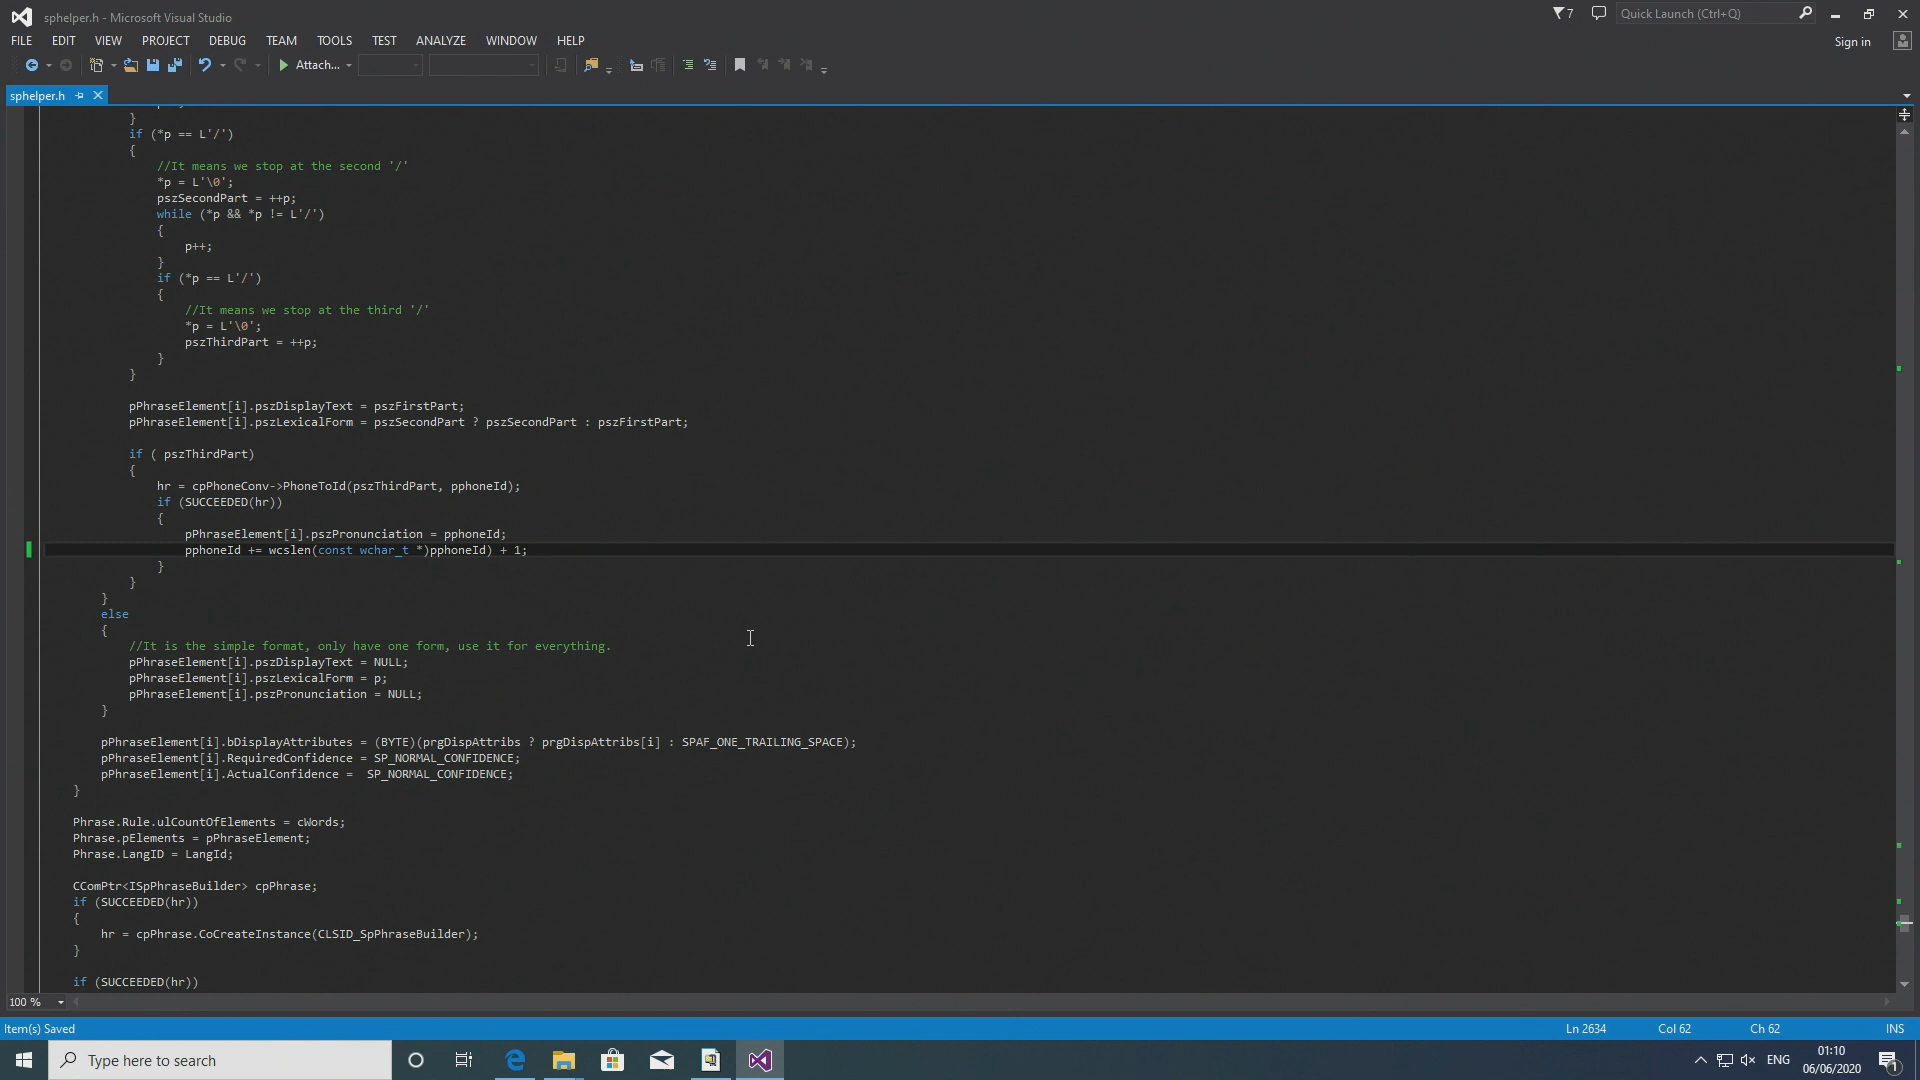 sphelper.h - Microsoft Visual Studio
7
Quick Launch (Ctrl+Q)
FILE EDIT VIEW PROJECT DEBUG TEAM TOOLS TEST ANALYZE WINDOW HELP
Sign in
Attach...
sphelper.h
}
if (*p == L'/')
{
//It means we stop at the second '/'
*p = L'\0';
pszSecondPart = ++p;
while (*p && *p != L'/')
{
p++;
}
if (*p == L'/')
{
//It means we stop at the third '/'
*p = L'\0';
pszThirdPart = ++p;
}
}
pPhraseElement[i].pszDisplayText = pszFirstPart;
pPhraseElement[i].pszLexicalForm = pszSecondPart ? pszSecondPart : pszFirstPart;
if ( pszThirdPart)
{
hr = cpPhoneConv->PhoneToId(pszThirdPart, pphoneId);
if (SUCCEEDED(hr))
{
pPhraseElement[i].pszPronunciation = pphoneId;
pphoneId += wcslen(const wchar_t *)pphoneId) + 1;
}
}
}
else
{
//It is the simple format, only have one form, use it for everything.
pPhraseElement[i].pszDisplayText = NULL;
pPhraseElement[i].pszLexicalForm = p;
pPhraseElement[i].pszPronunciation = NULL;
}
pPhraseElement[i].bDisplayAttributes = (BYTE)(prgDispAttribs ? prgDispAttribs[i] : SPAF_ONE_TRAILING_SPACE);
pPhraseElement[i].RequiredConfidence = SP_NORMAL_CONFIDENCE;
pPhraseElement[i].ActualConfidence =  SP_NORMAL_CONFIDENCE;
}
Phrase.Rule.ulCountOfElements = cWords;
Phrase.pElements = pPhraseElement;
Phrase.LangID = LangId;
CComPtr<ISpPhraseBuilder> cpPhrase;
if (SUCCEEDED(hr))
{
hr = cpPhrase.CoCreateInstance(CLSID_SpPhraseBuilder);
}
if (SUCCEEDED(hr))
100 %
Item(s) Saved Ln 2634 Col 62 Ch 62 INS
Type here to search
ENG
01:10
06/06/2020
1